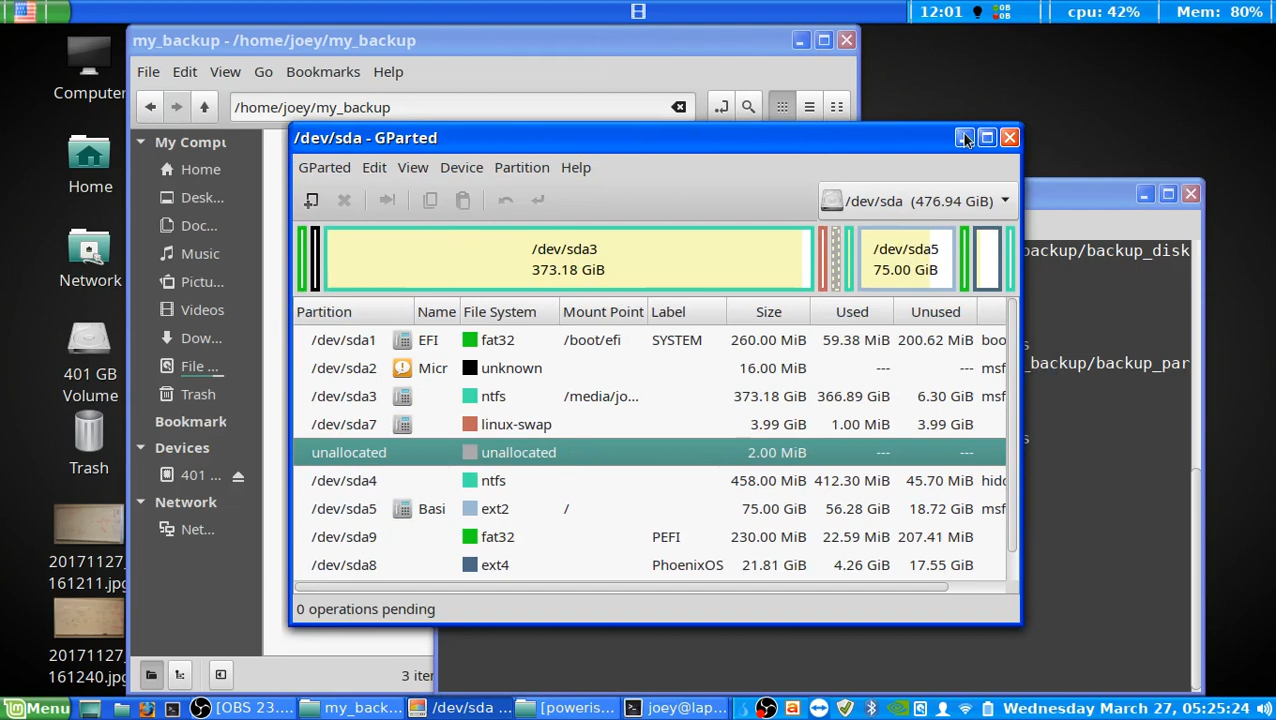 12:01
cpu: 42%
Mem: 80%
my_backup - /home/joey/my_backup
File Edit View Go Bookmarks Help
/home/joey/my_backup
Computer
Home
Network
401 GB
Volume
Trash
20171127_
161211.jpg
20171127_
161240.jpg
My Compu
Home
Desk...
Doc...
Music
Pictu...
Videos
Dow...
File ...
Trash
Bookmark
Devices
401 ...
Network
Net...
3 iter
/dev/sda - GParted
GParted Edit View Device Partition Help
/dev/sda (476.94 GiB)
/dev/sda3
373.18 GiB
/dev/sda5
75.00 GiB
Partition Name File System Mount Point Label Size Used Unused
/dev/sda1 EFI fat32 /boot/efi SYSTEM 260.00 MiB 59.38 MiB 200.62 MiB boo
/dev/sda2 Micr unknown 16.00 MiB --- --- msf
/dev/sda3 ntfs /media/jo... 373.18 GiB 366.89 GiB 6.30 GiB msf
/dev/sda7 linux-swap 3.99 GiB 1.00 MiB 3.99 GiB
unallocated unallocated 2.00 MiB --- ---
/dev/sda4 ntfs 458.00 MiB 412.30 MiB 45.70 MiB hidd
/dev/sda5 Basi ext2 / 75.00 GiB 56.28 GiB 18.72 GiB msf
/dev/sda9 fat32 PEFI 230.00 MiB 22.59 MiB 207.41 MiB
/dev/sda8 ext4 PhoenixOS 21.81 GiB 4.26 GiB 17.55 GiB
0 operations pending
ackup/backup_disk
s
_backup/backup_par
s
Menu
[OBS 23....
my_back...
/dev/sda ...
[poweris...
joey@lap...
Wednesday March 27, 05:25:24